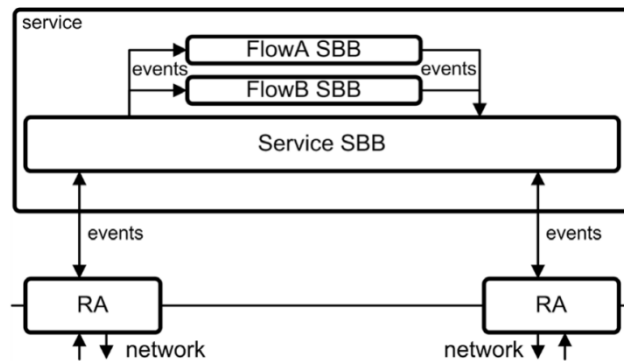 service
FlowA SBB
events
events
FlowB SBB
Service SBB
events
events
RA
RA
network
network